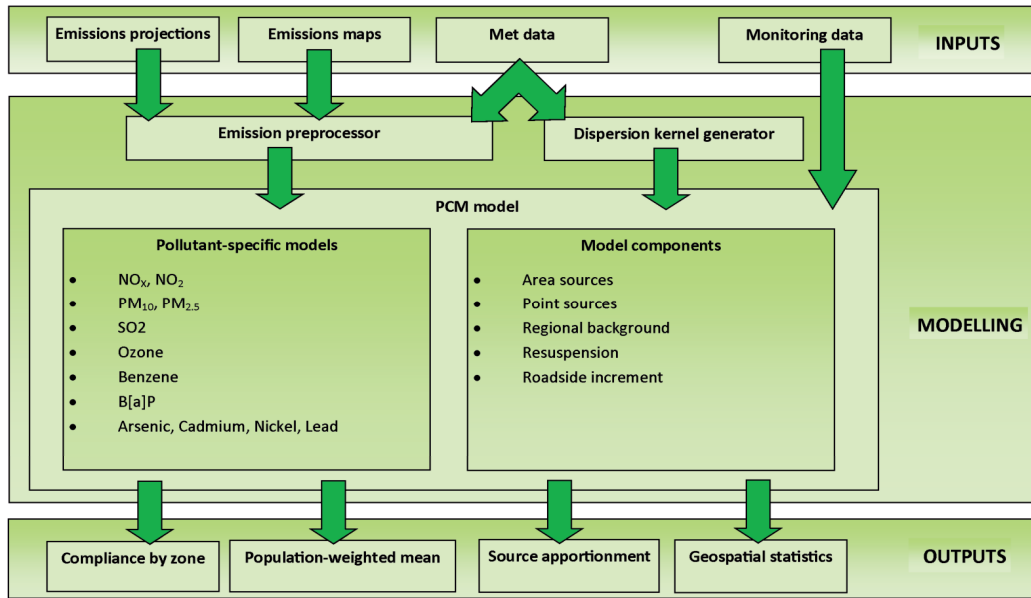 Emissions projections
Emissions maps
Met data
Monitoring data
INPUTS
Emission preprocessor
Dispersion kernel generator
PCM model
Pollutant-specific models
• NOX, NO2
• PM10, PM2.5
• SO2
• Ozone
• Benzene
• B[a]P
• Arsenic, Cadmium, Nickel, Lead
Model components
• Area sources
• Point sources
• Regional background
• Resuspension
• Roadside increment
MODELLING
Compliance by zone
Population-weighted mean
Source apportionment
Geospatial statistics
OUTPUTS